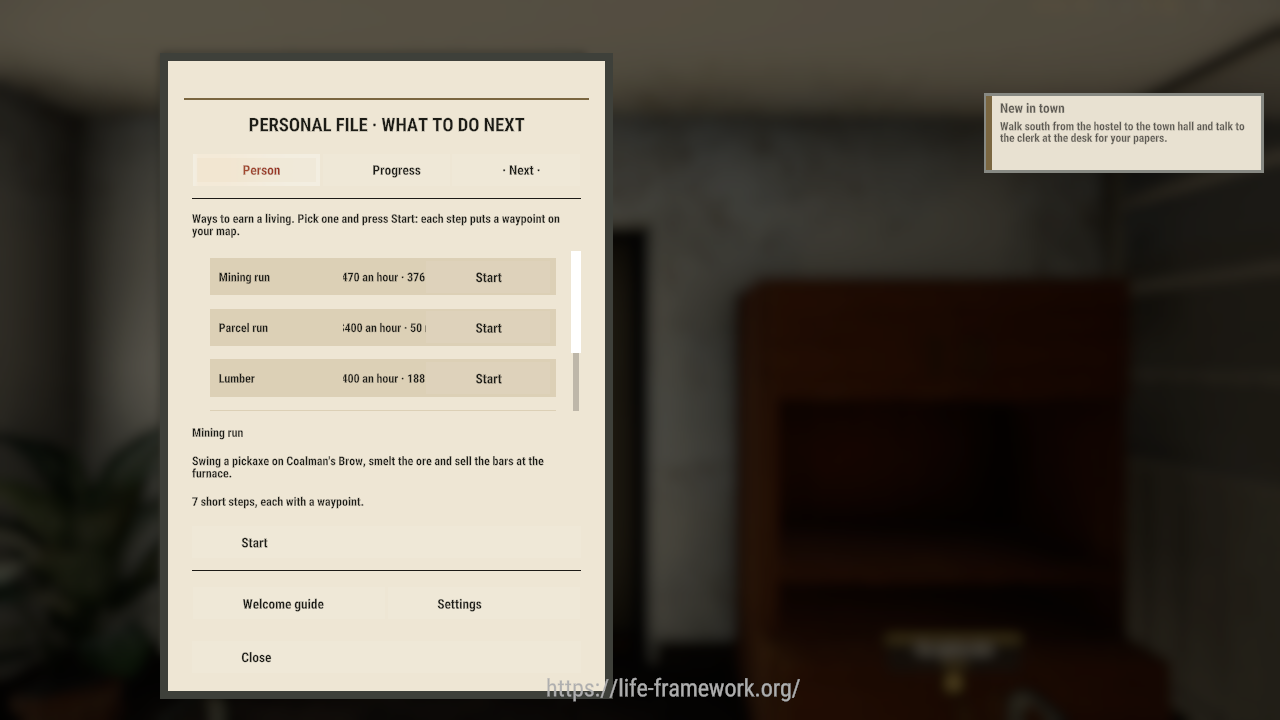 PERSONAL FILE · WHAT TO DO NEXT
Person
Progress
· Next ·
Ways to earn a living. Pick one and press Start: each step puts a waypoint on
your map.
Mining run
470 an hour · 376
Start
Parcel run
$400 an hour · 50
Start
Lumber
400 an hour · 188
Start
Mining run
Swing a pickaxe on Coalman's Brow, smelt the ore and sell the bars at the
furnace.
7 short steps, each with a waypoint.
Start
Welcome guide
Settings
Close
New in town
Walk south from the hostel to the town hall and talk to
the clerk at the desk for your papers.
https://life-framework.org/